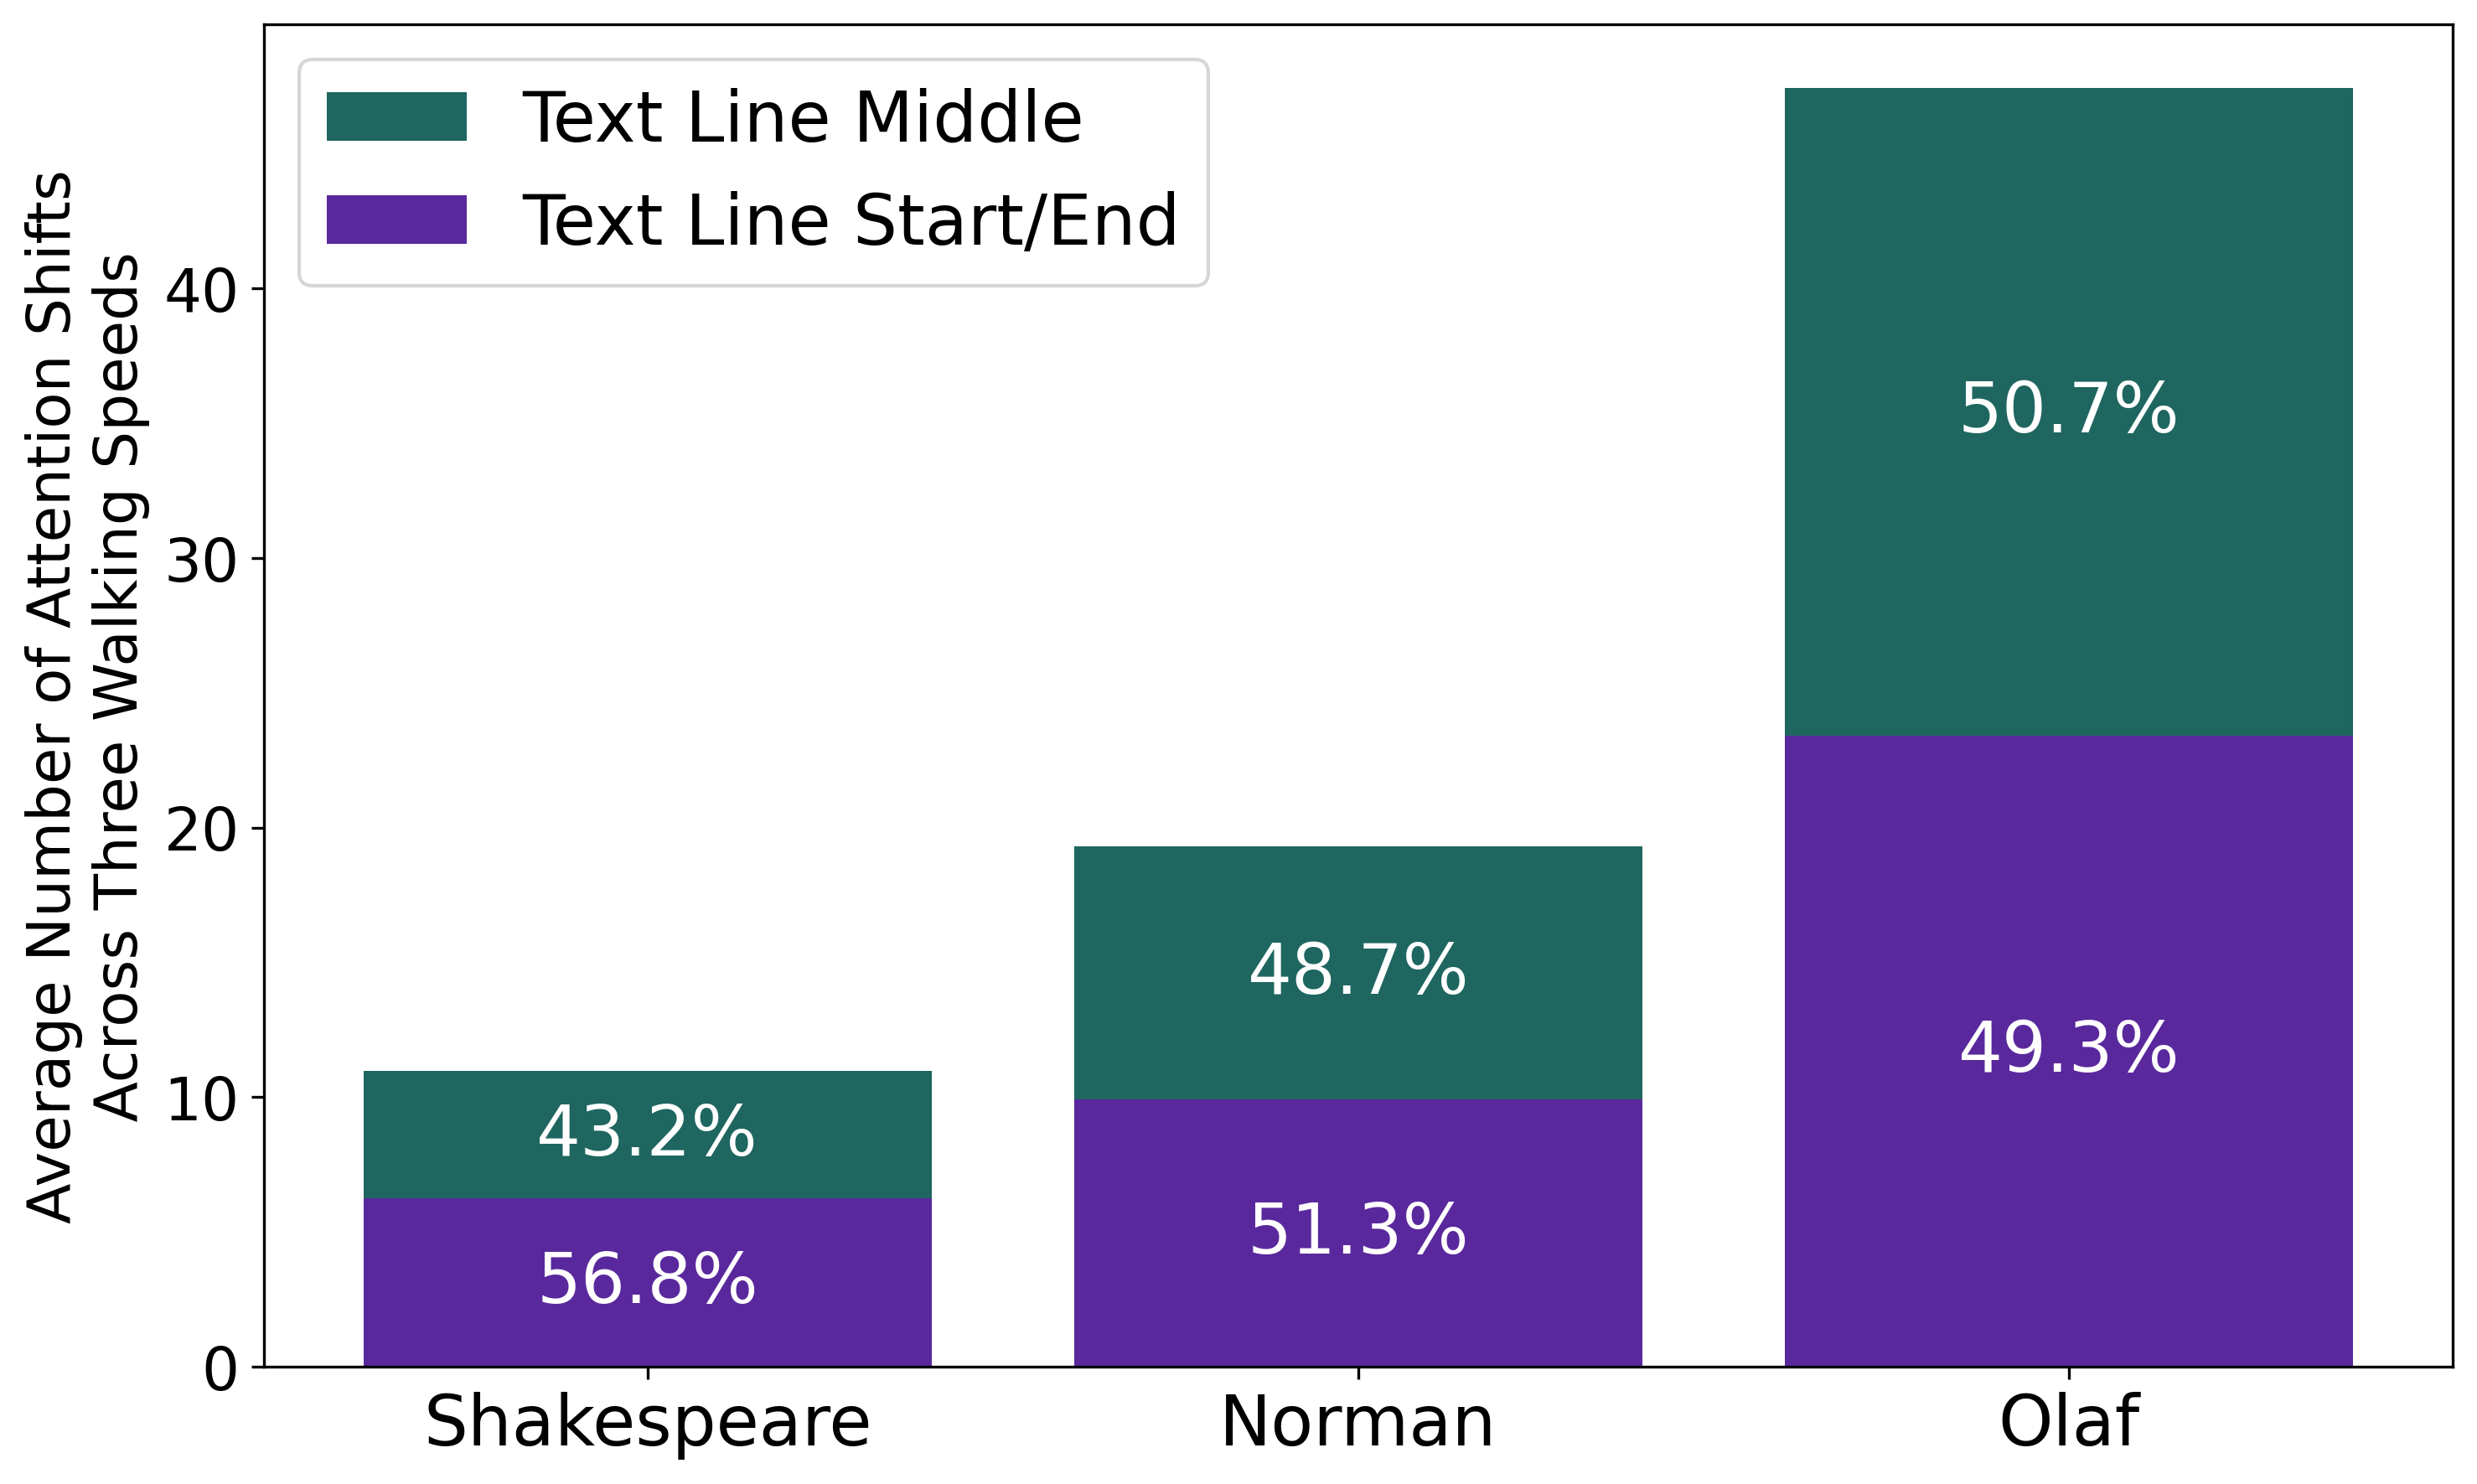 Text Line Middle
Text Line Start/End
Average Number of Attention Shifts
Across Three Walking Speeds
40
30
20
10
0
50.7%
49.3%
48.7%
51.3%
43.2%
56.8%
Shakespeare
Norman
Olaf